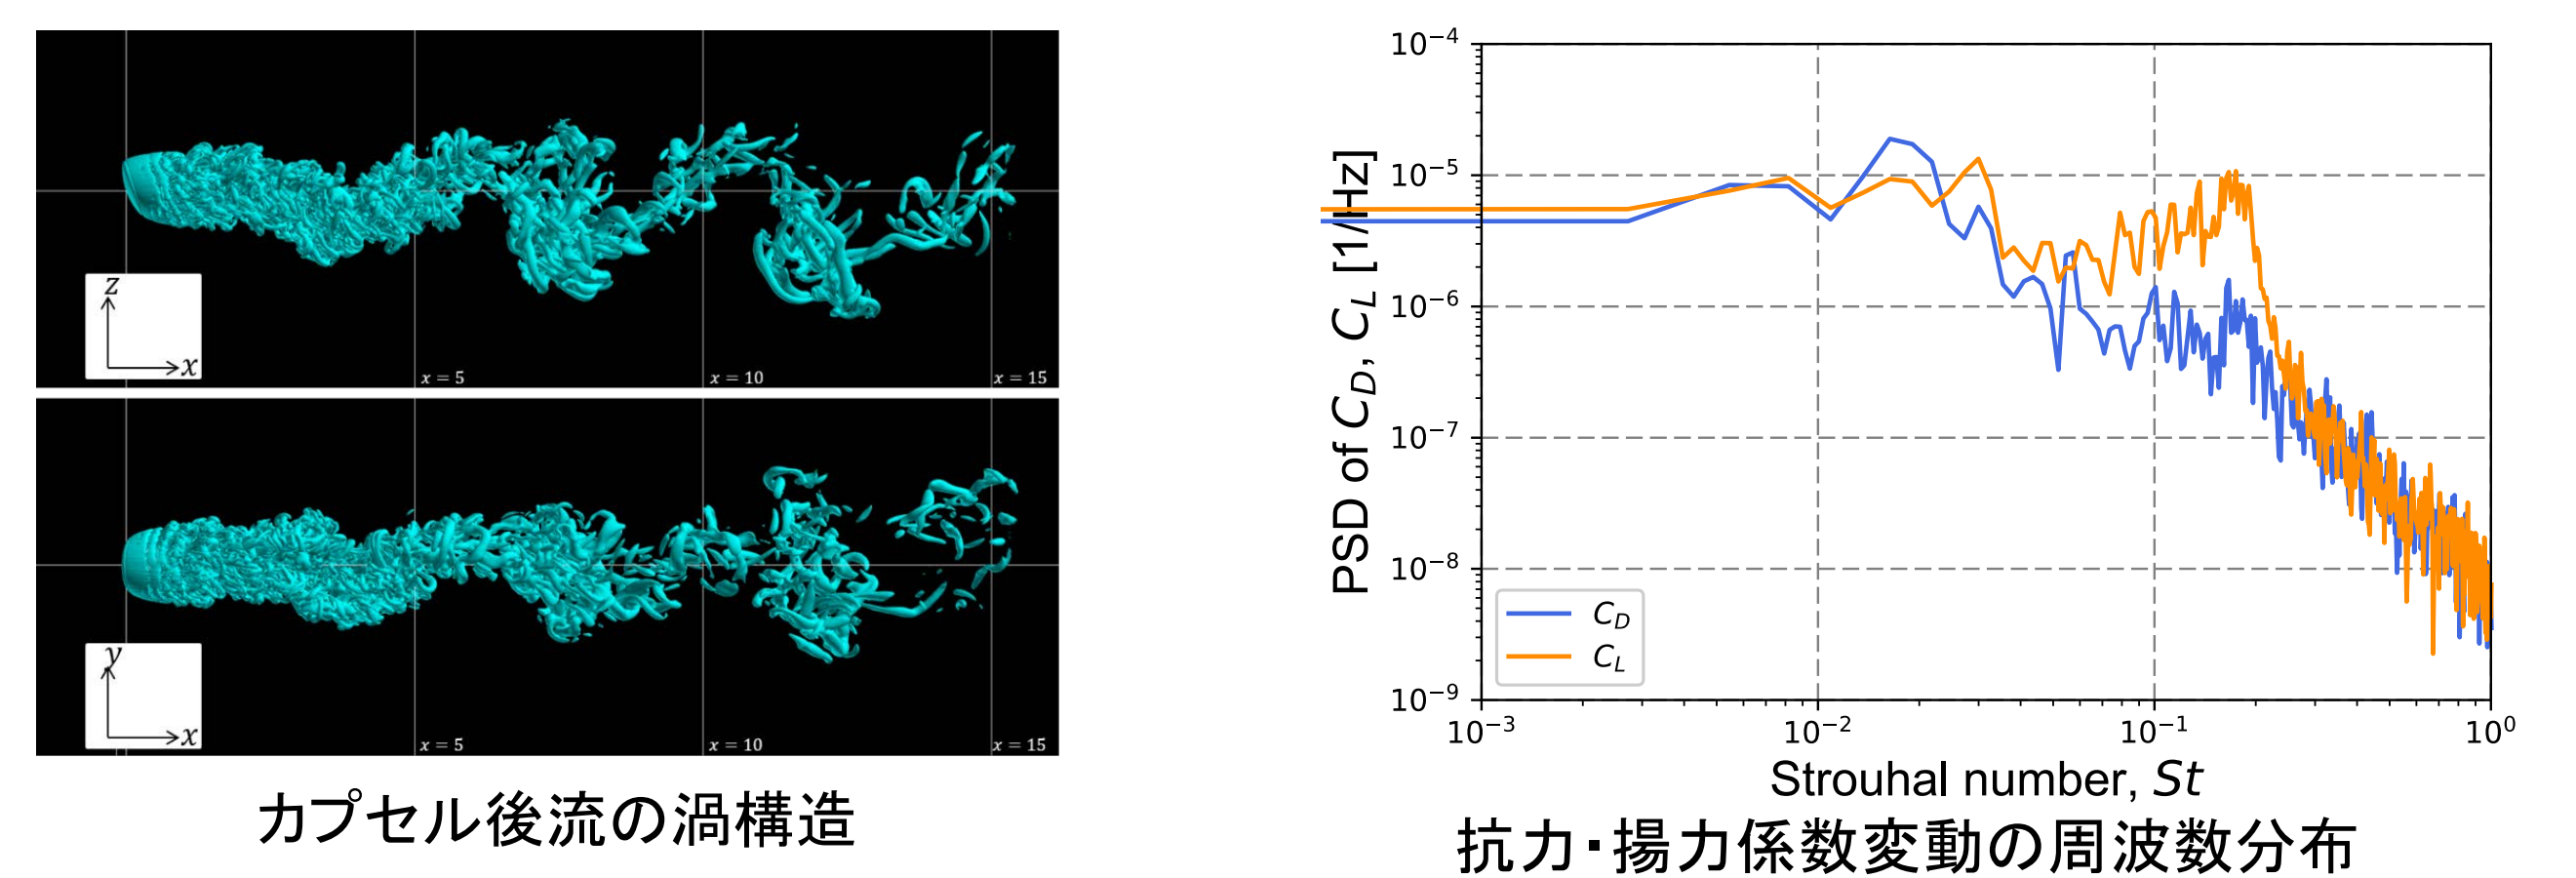 z
x
x = 5
x = 10
x = 15
y
x
x = 5
x = 10
x = 15
カプセル後流の渦構造
PSD of C_D, C_L [1/Hz]
10⁻⁴
10⁻⁵
10⁻⁶
10⁻⁷
10⁻⁸
10⁻⁹
C_D
C_L
10⁻³ 10⁻² 10⁻¹ 10⁰
Strouhal number, St
抗力・揚力係数変動の周波数分布